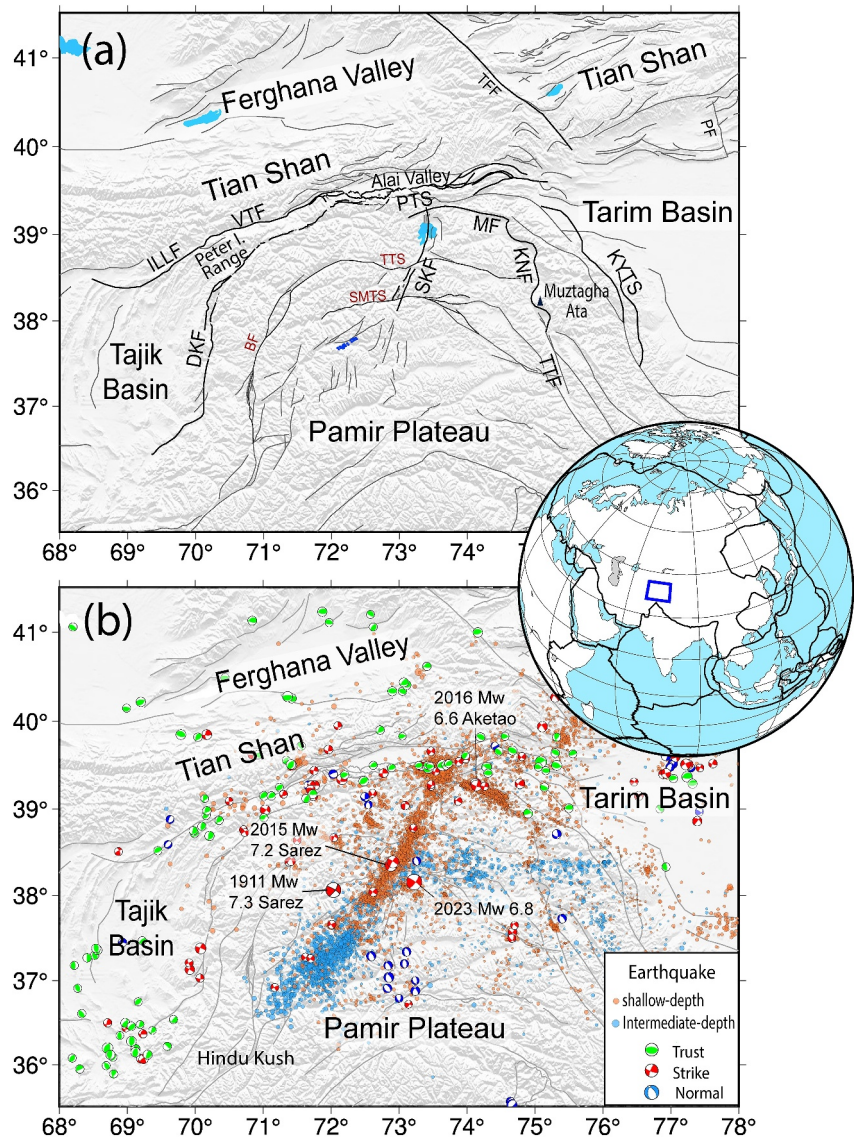 (a)
41°
40°
39°
38°
37°
36°
Ferghana Valley
TFF
Tian Shan
PF
Tian Shan
Alai Valley
PTS
VTF
ILLF
Peter I.
Range
MF
Tarim Basin
KYTS
KNF
SKF
TTS
SMTS
Muztagha
Ata
BF
DKF
Tajik
Basin
TTF
Pamir Plateau
68° 69° 70° 71° 72° 73° 74°
(b)
41°
40°
39°
38°
37°
36°
Ferghana Valley
2016 Mw
6.6 Aketao
Tian Shan
Tarim Basin
2015 Mw
7.2 Sarez
1911 Mw
7.3 Sarez
2023 Mw 6.8
Tajik
Basin
Pamir Plateau
Hindu Kush
Earthquake
shallow-depth
Intermediate-depth
Trust
Strike
Normal
68° 69° 70° 71° 72° 73° 74° 75° 76° 77° 78°